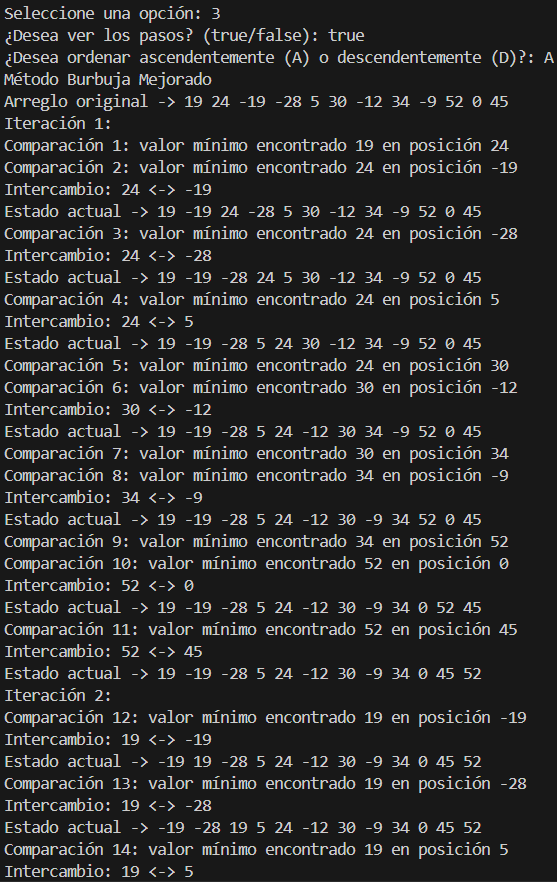 Seleccione una opción: 3
¿Desea ver los pasos? (true/false): true
¿Desea ordenar ascendentemente (A) o descendentemente (D)?: A
Método Burbuja Mejorado
Arreglo original -> 19 24 -19 -28 5 30 -12 34 -9 52 0 45
Iteración 1:
Comparación 1: valor mínimo encontrado 19 en posición 24
Comparación 2: valor mínimo encontrado 24 en posición -19
Intercambio: 24 <-> -19
Estado actual -> 19 -19 24 -28 5 30 -12 34 -9 52 0 45
Comparación 3: valor mínimo encontrado 24 en posición -28
Intercambio: 24 <-> -28
Estado actual -> 19 -19 -28 24 5 30 -12 34 -9 52 0 45
Comparación 4: valor mínimo encontrado 24 en posición 5
Intercambio: 24 <-> 5
Estado actual -> 19 -19 -28 5 24 30 -12 34 -9 52 0 45
Comparación 5: valor mínimo encontrado 24 en posición 30
Comparación 6: valor mínimo encontrado 30 en posición -12
Intercambio: 30 <-> -12
Estado actual -> 19 -19 -28 5 24 -12 30 34 -9 52 0 45
Comparación 7: valor mínimo encontrado 30 en posición 34
Comparación 8: valor mínimo encontrado 34 en posición -9
Intercambio: 34 <-> -9
Estado actual -> 19 -19 -28 5 24 -12 30 -9 34 52 0 45
Comparación 9: valor mínimo encontrado 34 en posición 52
Comparación 10: valor mínimo encontrado 52 en posición 0
Intercambio: 52 <-> 0
Estado actual -> 19 -19 -28 5 24 -12 30 -9 34 0 52 45
Comparación 11: valor mínimo encontrado 52 en posición 45
Intercambio: 52 <-> 45
Estado actual -> 19 -19 -28 5 24 -12 30 -9 34 0 45 52
Iteración 2:
Comparación 12: valor mínimo encontrado 19 en posición -19
Intercambio: 19 <-> -19
Estado actual -> -19 19 -28 5 24 -12 30 -9 34 0 45 52
Comparación 13: valor mínimo encontrado 19 en posición -28
Intercambio: 19 <-> -28
Estado actual -> -19 -28 19 5 24 -12 30 -9 34 0 45 52
Comparación 14: valor mínimo encontrado 19 en posición 5
Intercambio: 19 <-> 5